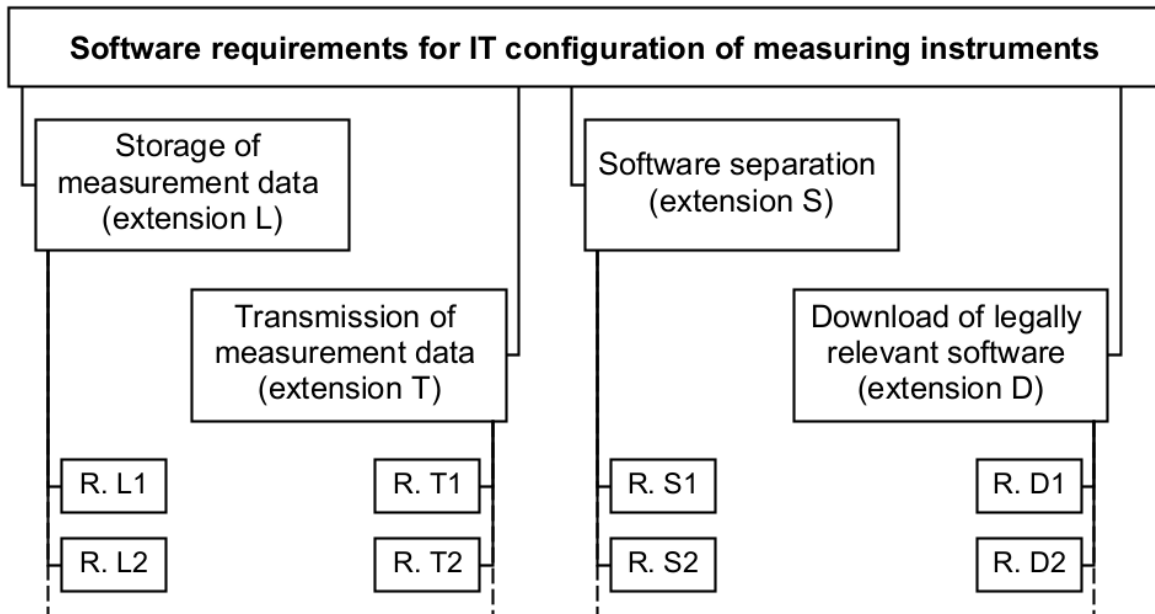 Software requirements for IT configuration of measuring instruments
Storage of
measurement data
(extension L)
Software separation
(extension S)
Transmission of
measurement data
(extension T)
Download of legally
relevant software
(extension D)
R. L1
R. T1
R. S1
R. D1
R. L2
R. T2
R. S2
R. D2